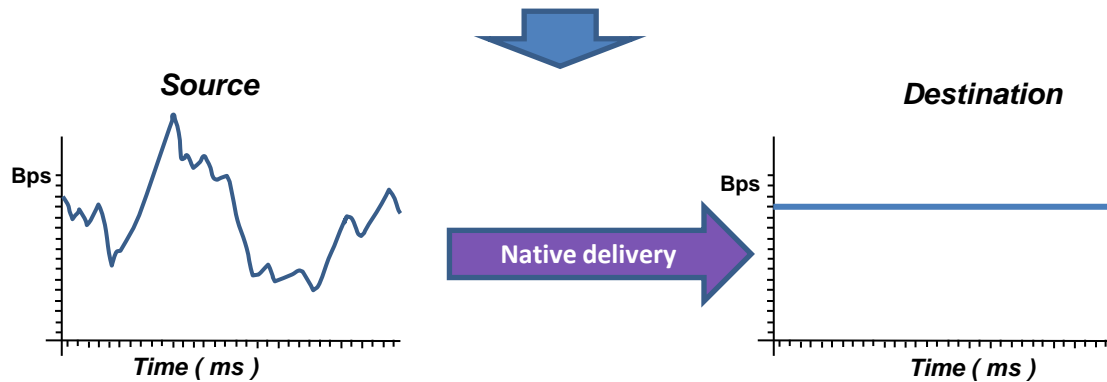 Source
Destination
Bps
Bps
Native delivery
Time ( ms )
Time ( ms )